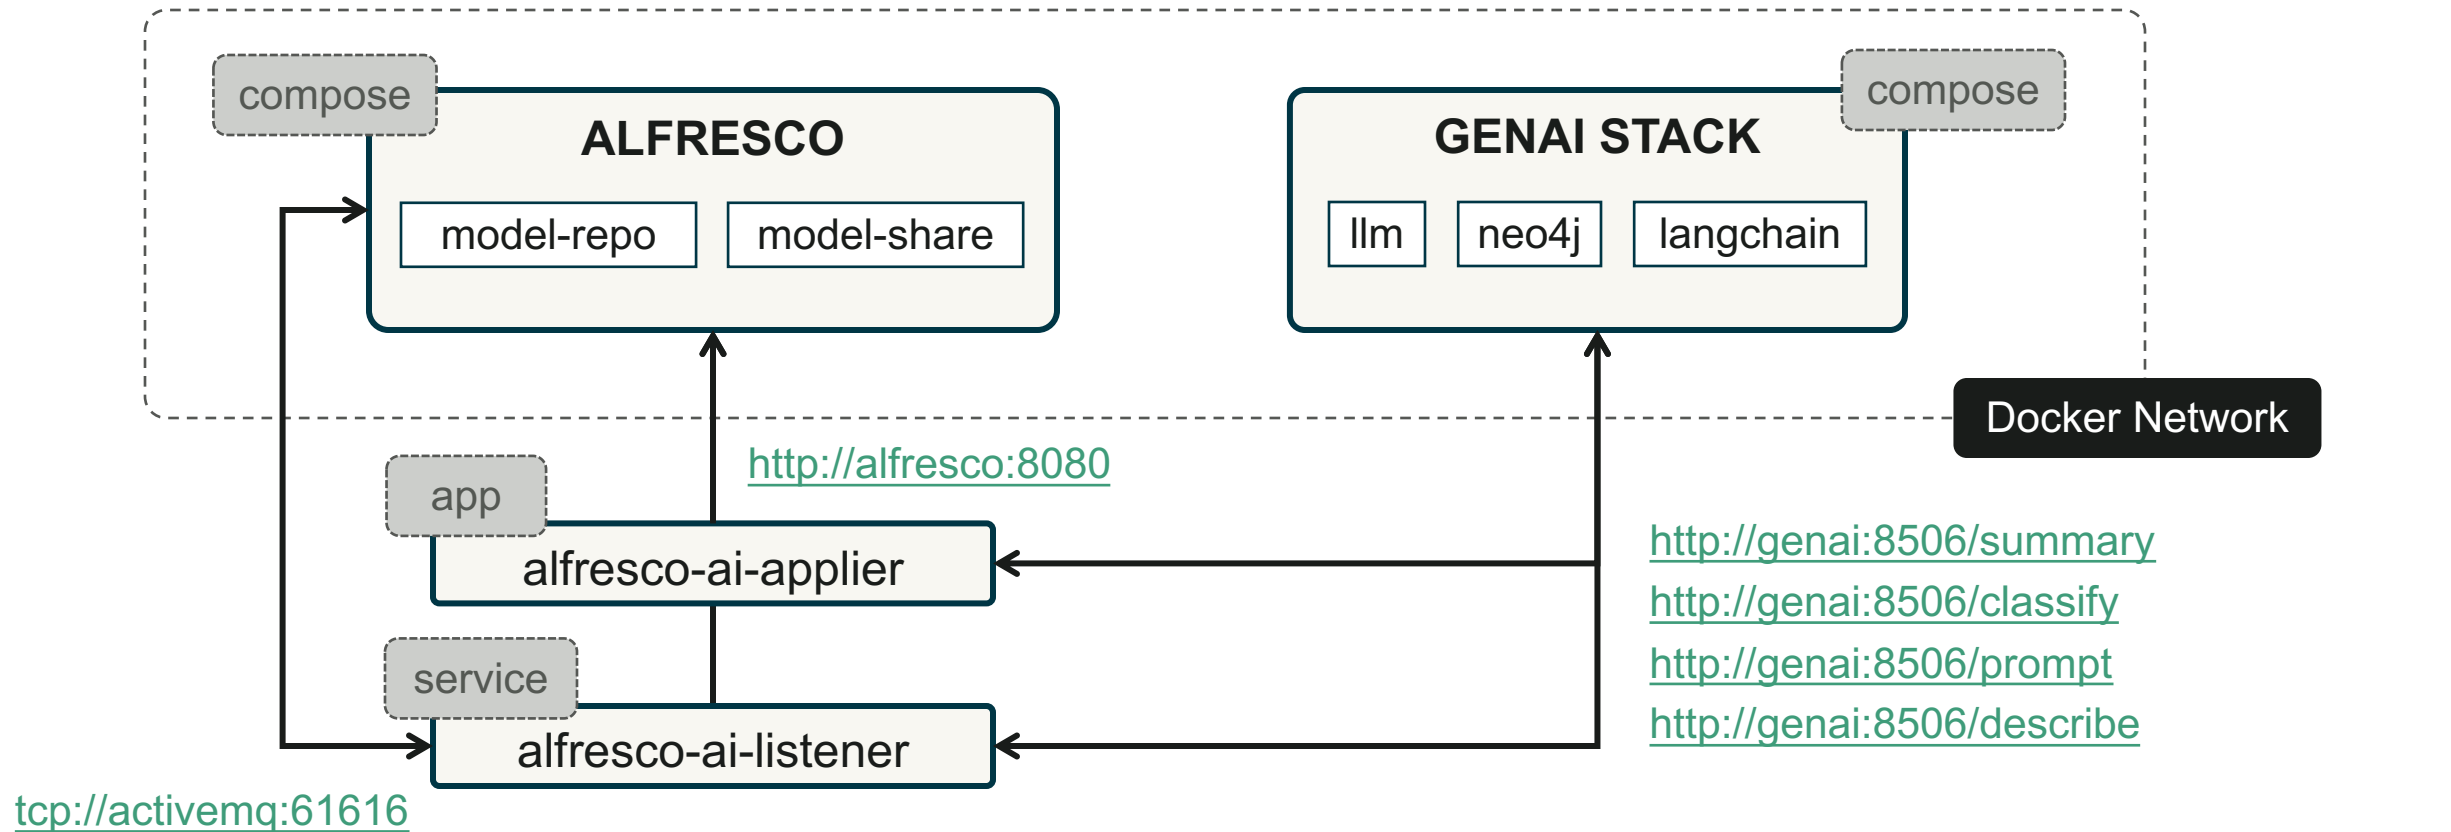 compose
ALFRESCO
model-repo
model-share
compose
GENAI STACK
llm
neo4j
langchain
Docker Network
http://alfresco:8080
app
alfresco-ai-applier
service
alfresco-ai-listener
http://genai:8506/summary
http://genai:8506/classify
http://genai:8506/prompt
http://genai:8506/describe
tcp://activemq:61616